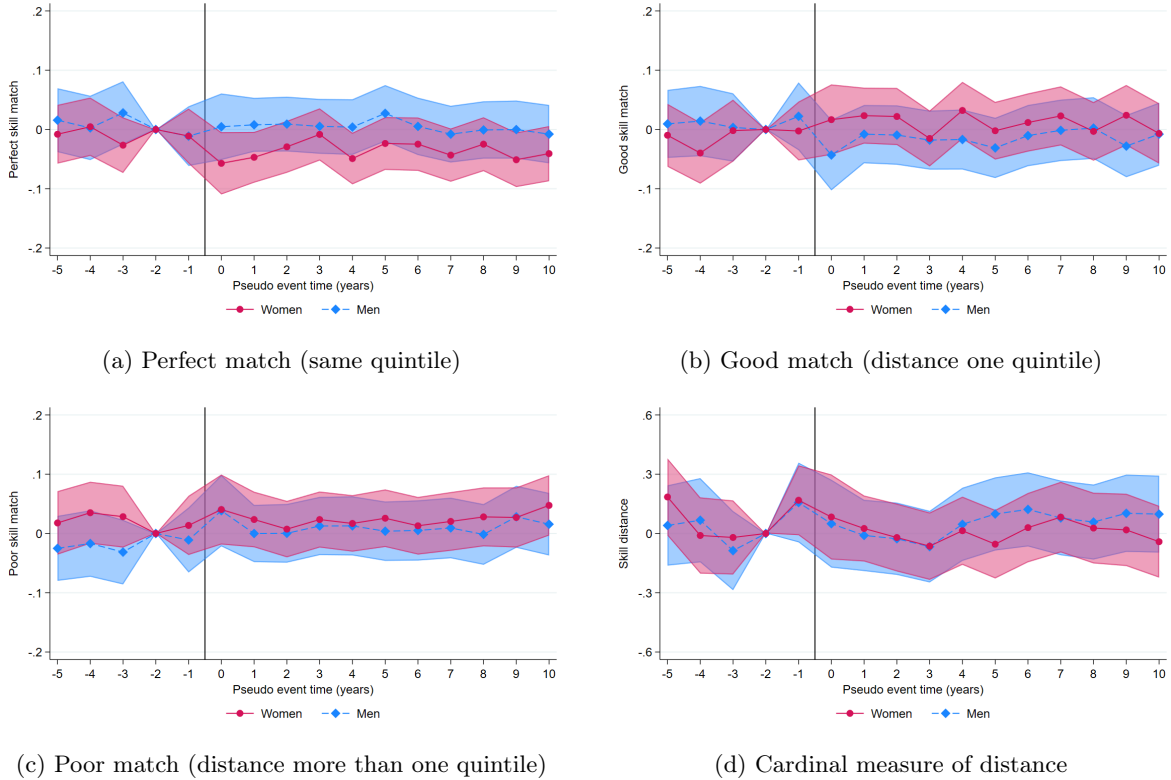 .2
.1
0
-.1
-.2
Perfect skill match
-5 -4 -3 -2 -1 0 1 2 3 4 5 6 7 8 9 10
Pseudo event time (years)
Women Men
(a) Perfect match (same quintile)
.2
.1
0
-.1
-.2
Good skill match
-5 -4 -3 -2 -1 0 1 2 3 4 5 6 7 8 9 10
Pseudo event time (years)
Women Men
(b) Good match (distance one quintile)
.2
.1
0
-.1
-.2
Poor skill match
-5 -4 -3 -2 -1 0 1 2 3 4 5 6 7 8 9 10
Pseudo event time (years)
Women Men
(c) Poor match (distance more than one quintile)
.6
.3
0
-.3
-.6
Skill distance
-5 -4 -3 -2 -1 0 1 2 3 4 5 6 7 8 9 10
Pseudo event time (years)
Women Men
(d) Cardinal measure of distance